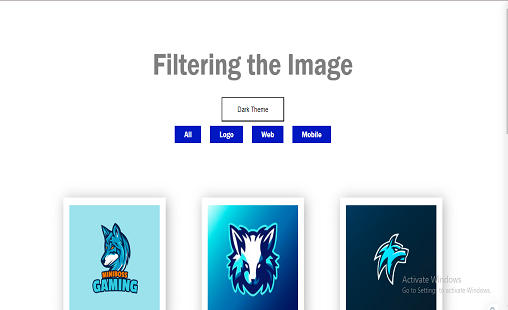 Filtering the Image
Dark Theme
All
Logo
Web
Mobile
MINIBOSS
GAMING
Activate Windows
Go to Settings to activate Windows.